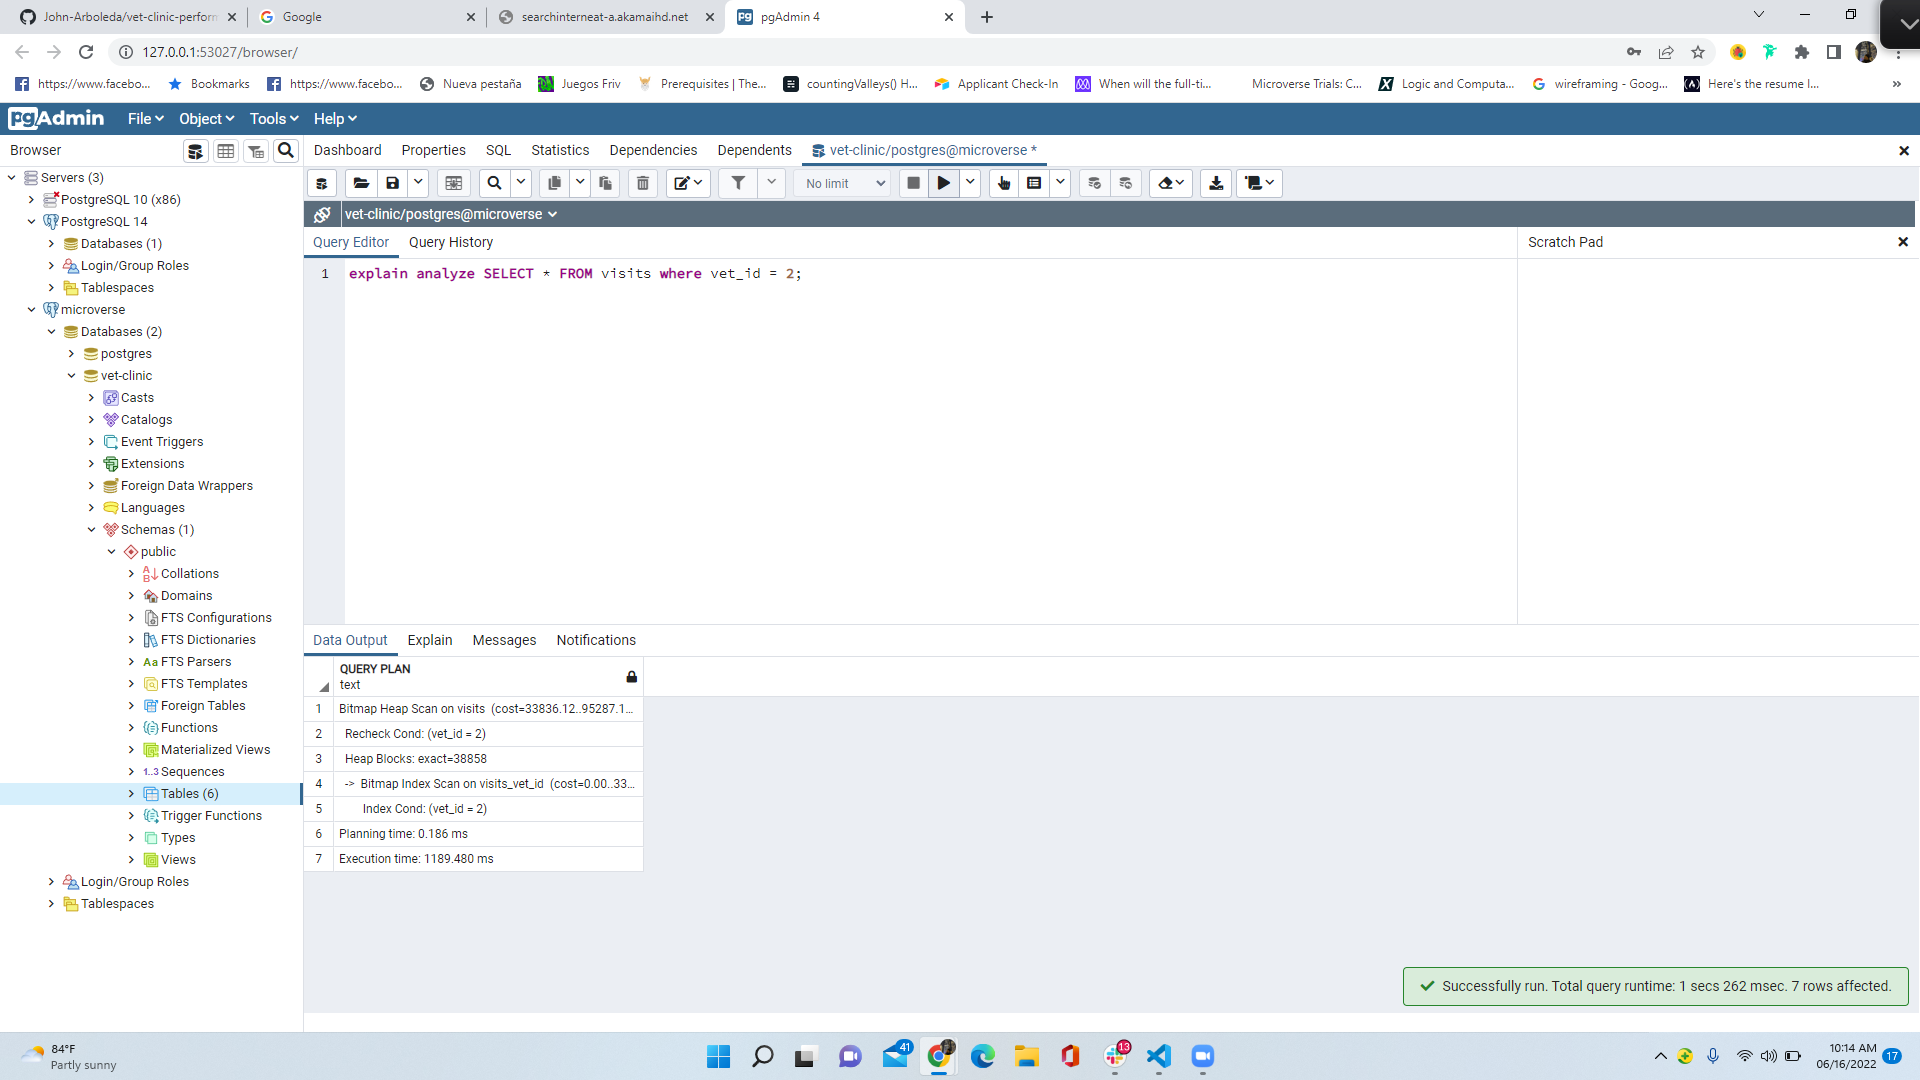 John-Arboleda/vet-clinic-perform
Google
searchinterneat-a.akamaihd.net
pgAdmin 4
127.0.0.1:53027/browser/
https://www.facebo...
Bookmarks
https://www.facebo...
Nueva pestaña
Juegos Friv
Prerequisites | The...
countingValleys() H...
Applicant Check-In
When will the full-ti...
Microverse Trials: C...
Logic and Computa...
wireframing - Goog...
Here's the resume I...
pgAdmin
File
Object
Tools
Help
Browser
Dashboard
Properties
SQL
Statistics
Dependencies
Dependents
vet-clinic/postgres@microverse *
No limit
vet-clinic/postgres@microverse
Query Editor
Query History
Scratch Pad
1 explain analyze SELECT * FROM visits where vet_id = 2;
Servers (3)
PostgreSQL 10 (x86)
PostgreSQL 14
Databases (1)
Login/Group Roles
Tablespaces
microverse
Databases (2)
postgres
vet-clinic
Casts
Catalogs
Event Triggers
Extensions
Foreign Data Wrappers
Languages
Schemas (1)
public
Collations
Domains
FTS Configurations
FTS Dictionaries
Aa FTS Parsers
FTS Templates
Foreign Tables
Functions
Materialized Views
1..3 Sequences
Tables (6)
Trigger Functions
Types
Views
Login/Group Roles
Tablespaces
Data Output
Explain
Messages
Notifications
QUERY PLAN
text
1 Bitmap Heap Scan on visits (cost=33836.12..95287.1...
2 Recheck Cond: (vet_id = 2)
3 Heap Blocks: exact=38858
4 -> Bitmap Index Scan on visits_vet_id (cost=0.00..33...
5 Index Cond: (vet_id = 2)
6 Planning time: 0.186 ms
7 Execution time: 1189.480 ms
Successfully run. Total query runtime: 1 secs 262 msec. 7 rows affected.
84°F
Partly sunny
41
13
10:14 AM
06/16/2022
17